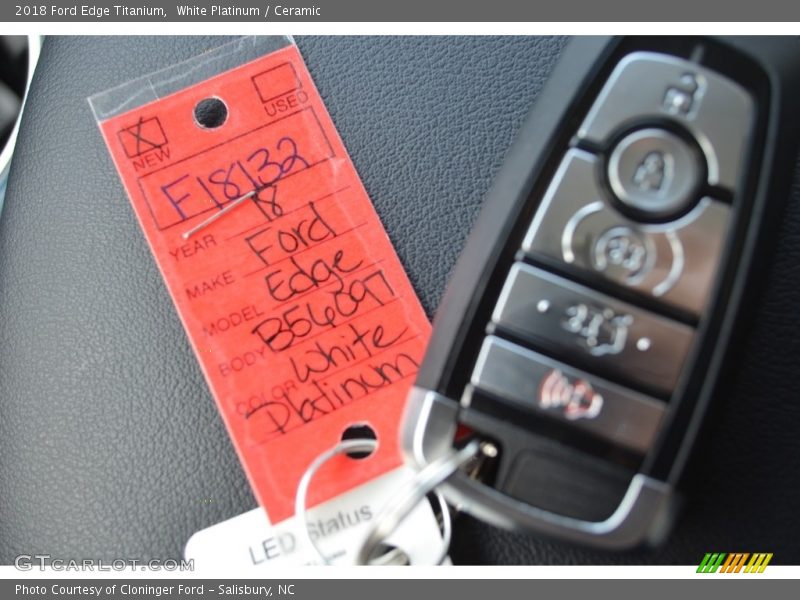 2018 Ford Edge Titanium,  White Platinum / Ceramic
X
NEW
USED
F18132
YEAR 18
MAKE Ford
MODEL Edge
BODY B56897
COLOR White
Platinum
LED Status
GTCARLOT.COM
Photo Courtesy of Cloninger Ford – Salisbury, NC